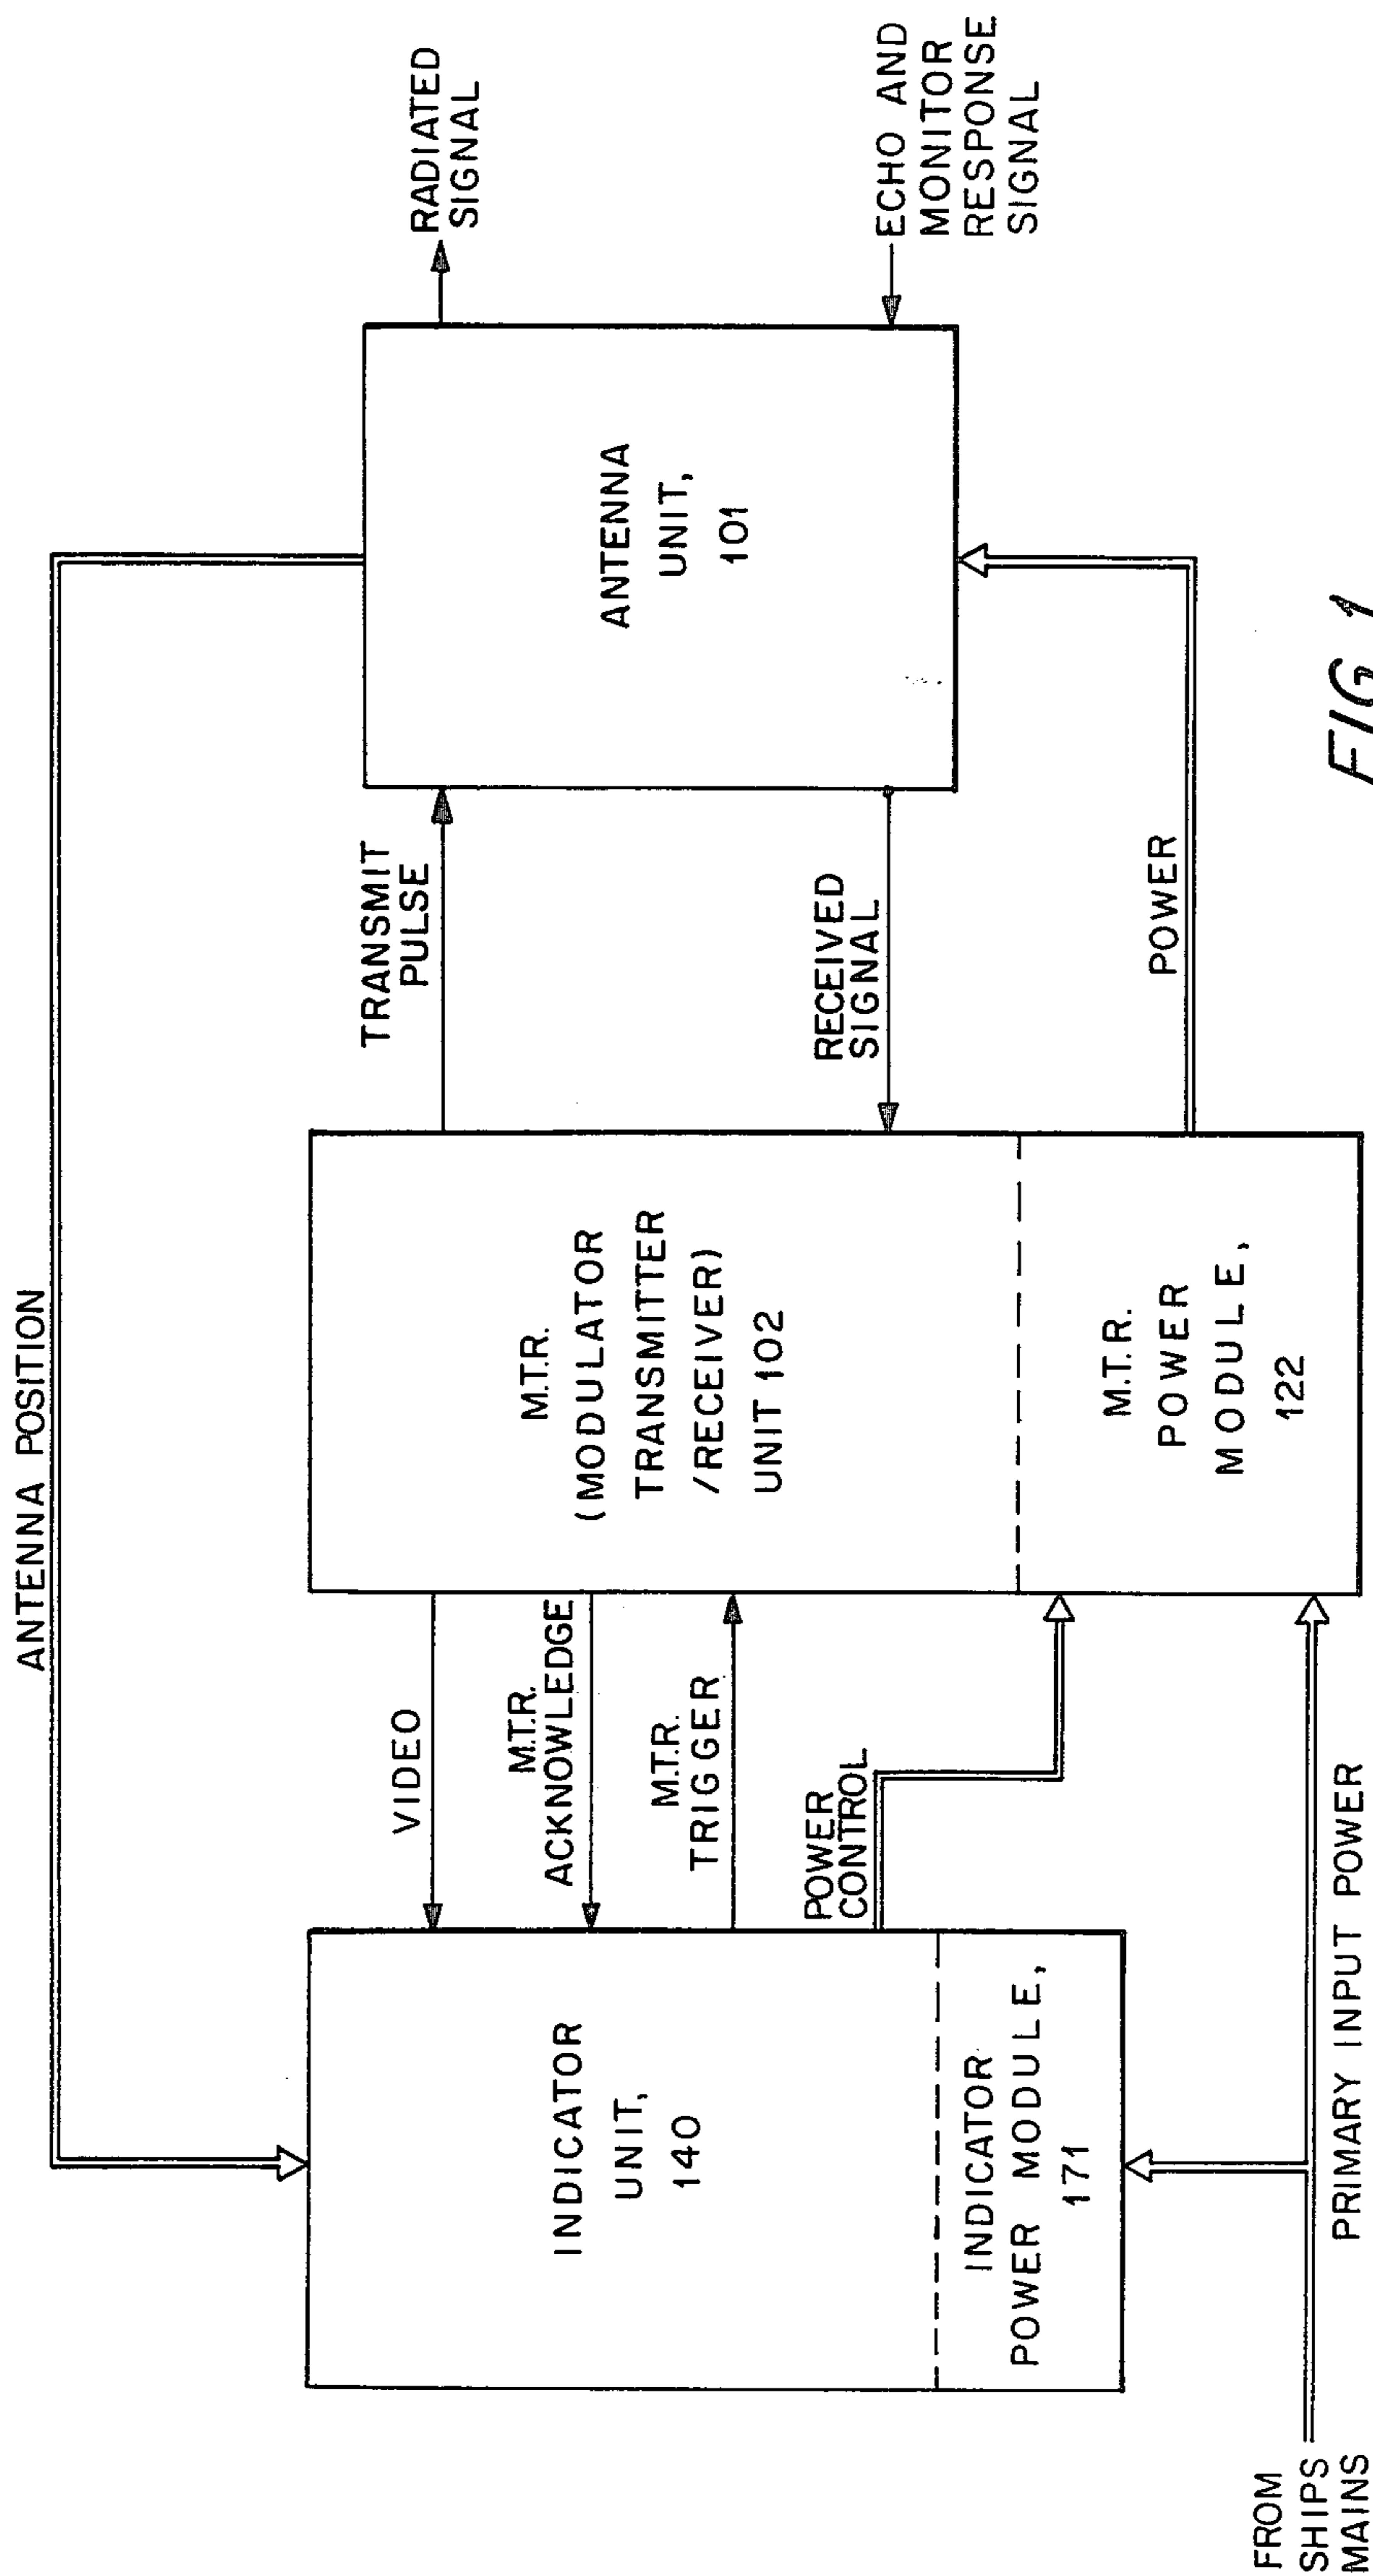 ANTENNA POSITION
RADIATED
SIGNAL
ECHO AND
MONITOR
RESPONSE
SIGNAL
ANTENNA
UNIT,
101
TRANSMIT
PULSE
RECEIVED
SIGNAL
POWER
M.T.R.
(MODULATOR
TRANSMITTER
/RECEIVER)
UNIT 102
M.T.R.
POWER
MODULE,
122
VIDEO
M.T.R.
ACKNOWLEDGE
M.T.R.
TRIGGER
POWER
CONTROL
INDICATOR
UNIT,
140
INDICATOR
POWER MODULE,
171
PRIMARY INPUT POWER
FROM
SHIPS
MAINS
FIG. 1